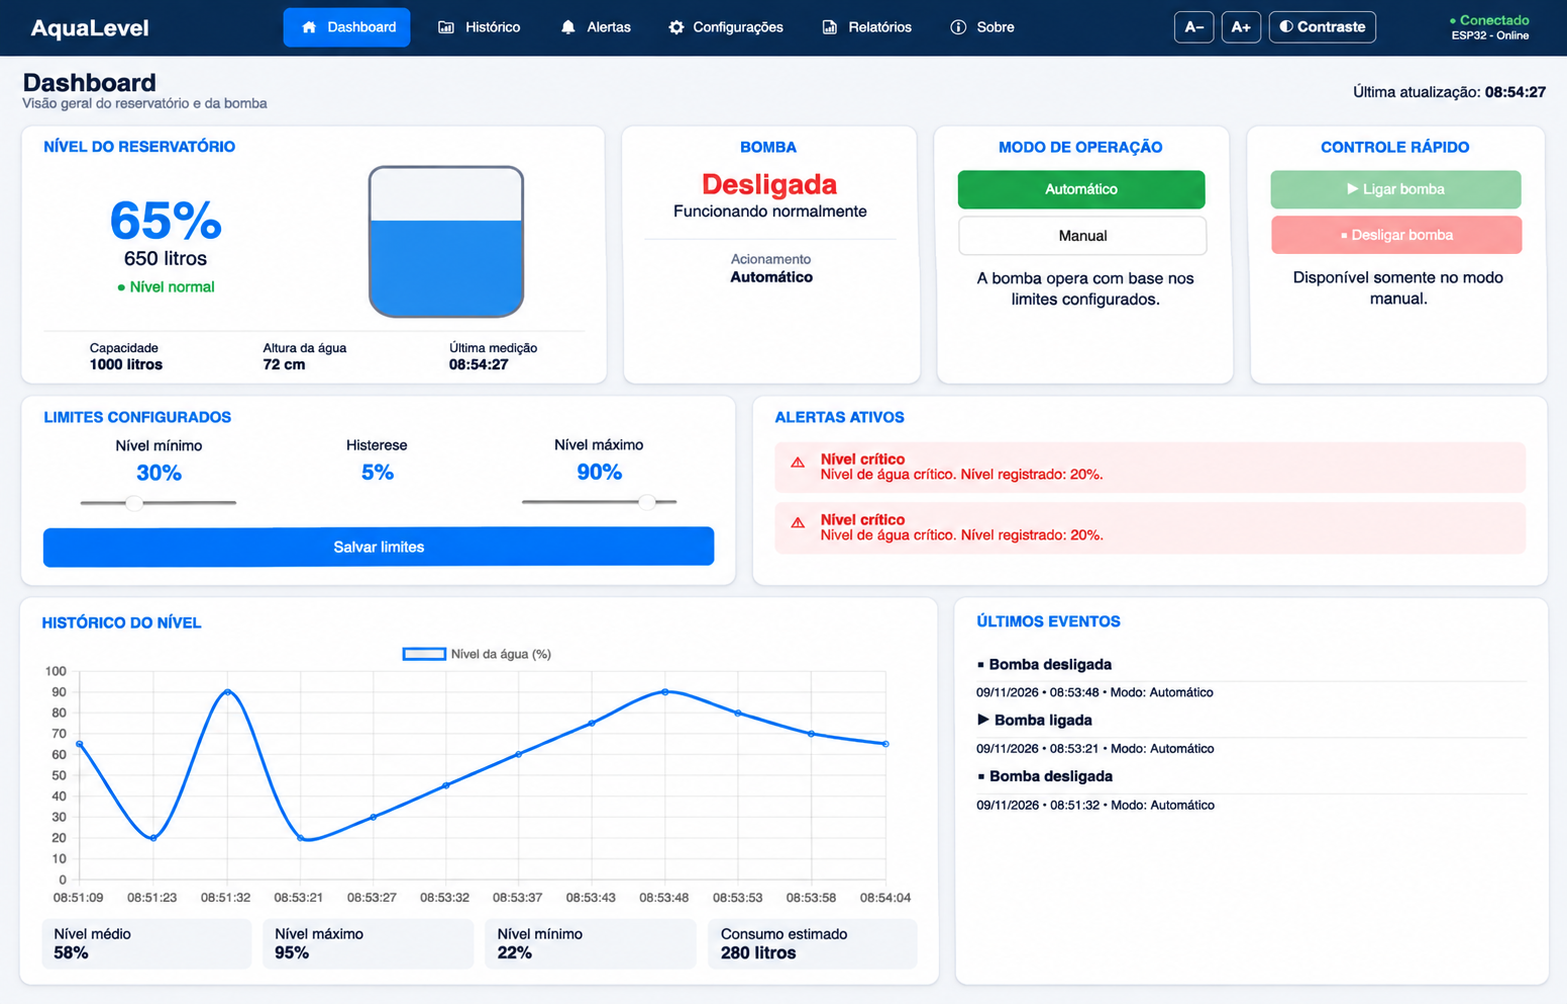 AquaLevel
Dashboard
Histórico
Alertas
Configurações
Relatórios
Sobre
A−
A+
Contraste
● Conectado
ESP32 - Online
Dashboard
Visão geral do reservatório e da bomba
Última atualização: 08:54:27
NÍVEL DO RESERVATÓRIO
65%
650 litros
● Nível normal
Capacidade
1000 litros
Altura da água
72 cm
Última medição
08:54:27
BOMBA
Desligada
Funcionando normalmente
Acionamento
Automático
MODO DE OPERAÇÃO
Automático
Manual
A bomba opera com base nos
limites configurados.
CONTROLE RÁPIDO
▶ Ligar bomba
▪ Desligar bomba
Disponível somente no modo
manual.
LIMITES CONFIGURADOS
Nível mínimo
30%
Histerese
5%
Nível máximo
90%
Salvar limites
ALERTAS ATIVOS
⚠ Nível crítico
Nível de água crítico. Nível registrado: 20%.
⚠ Nível crítico
Nível de água crítico. Nível registrado: 20%.
HISTÓRICO DO NÍVEL
Nível da água (%)
100
90
80
70
60
50
40
30
20
10
0
08:51:09 08:51:23 08:51:32 08:53:21 08:53:27 08:53:32 08:53:37 08:53:43 08:53:48 08:53:53 08:53:58 08:54:04
Nível médio
58%
Nível máximo
95%
Nível mínimo
22%
Consumo estimado
280 litros
ÚLTIMOS EVENTOS
▪ Bomba desligada
09/11/2026 • 08:53:48 • Modo: Automático
▶ Bomba ligada
09/11/2026 • 08:53:21 • Modo: Automático
▪ Bomba desligada
09/11/2026 • 08:51:32 • Modo: Automático